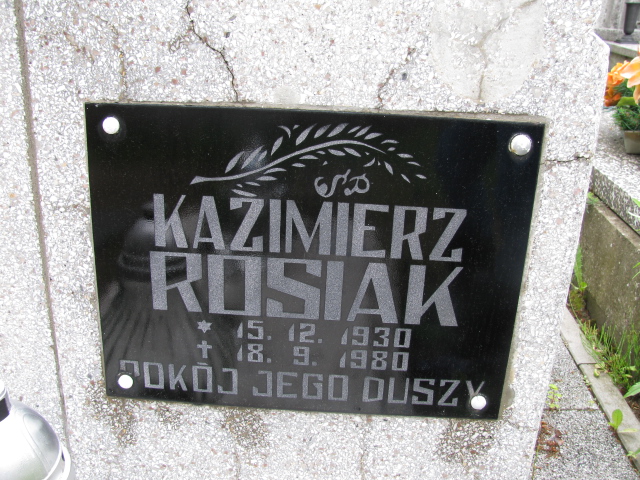 Ś.P.
KAZIMIERZ
ROSIAK
* 15. 12. 1930
✝ 18. 9. 1980
POKÓJ JEGO DUSZY